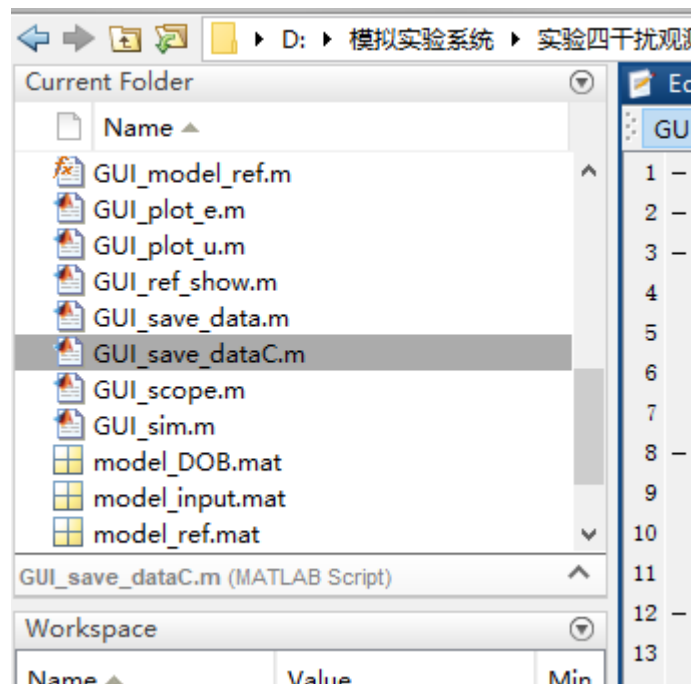 D: 模拟实验系统 实验四干扰观
Current Folder
Ed
Name
GUI
GUI_model_ref.m
GUI_plot_e.m
GUI_plot_u.m
GUI_ref_show.m
GUI_save_data.m
GUI_save_dataC.m
GUI_scope.m
GUI_sim.m
model_DOB.mat
model_input.mat
model_ref.mat
GUI_save_dataC.m (MATLAB Script)
Workspace
Name Value Min
1 –
2 –
3 –
4
5
6
7
8 –
9
10
11
12 –
13